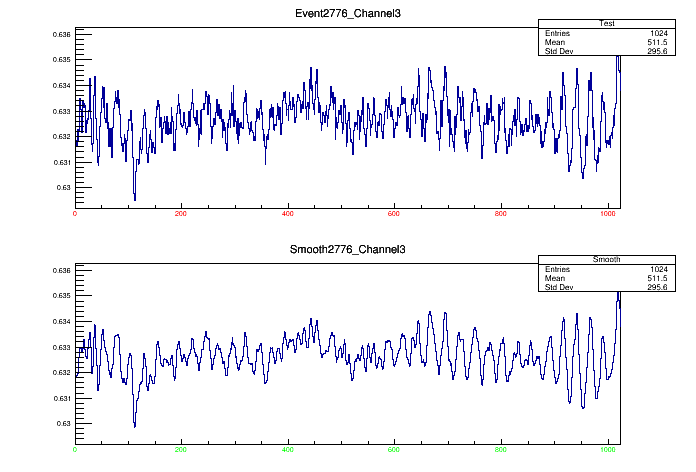 Event2776_Channel3
Test
Entries 1024
Mean 511.5
Std Dev 295.6
0.636
0.635
0.634
0.633
0.632
0.631
0.63
0 200 400 600 800 1000
Smooth2776_Channel3
Smooth
Entries 1024
Mean 511.5
Std Dev 295.6
0.636
0.635
0.634
0.633
0.632
0.631
0.63
0 200 400 600 800 1000